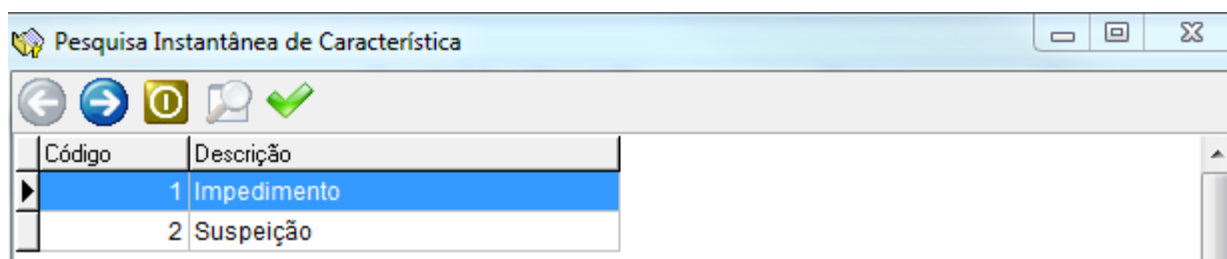 Pesquisa Instantânea de Característica
Código Descrição
1 Impedimento
2 Suspeição